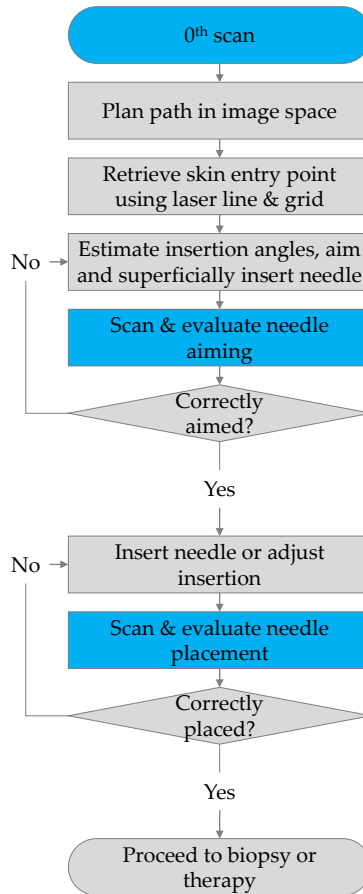 0th scan
Plan path in image space
Retrieve skin entry point
using laser line & grid
No
Estimate insertion angles, aim
and superficially insert needle
Scan & evaluate needle
aiming
Correctly
aimed?
Yes
No
Insert needle or adjust
insertion
Scan & evaluate needle
placement
Correctly
placed?
Yes
Proceed to biopsy or
therapy